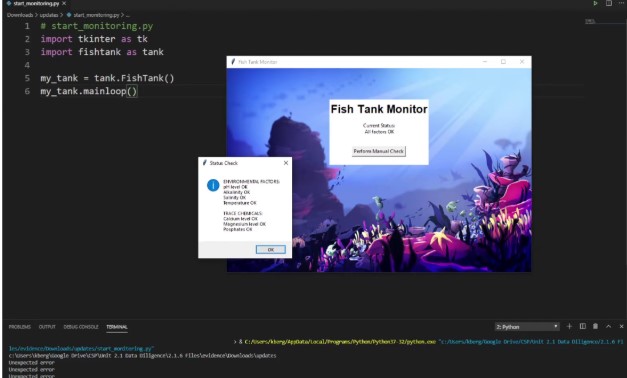 start_monitoring.py ×
Downloads > updates > start_monitoring.py > ...
1 # start_monitoring.py
2 import tkinter as tk
3 import fishtank as tank
4
5 my_tank = tank.FishTank()
6 my_tank.mainloop()
Fish Tank Monitor
Fish Tank Monitor
Current Status:
All factors OK
Perform Manual Check
Status Check
ENVIRONMENTAL FACTORS:
pH level OK
Alkalinity OK
Salinity OK
Temperature OK
TRACE CHEMICALS:
Calcium level OK
Magnesium level OK
Posphates OK
OK
PROBLEMS OUTPUT DEBUG CONSOLE TERMINAL
2: Python
> & C:/Users/kberg/AppData/Local/Programs/Python/Python37-32/python.exe "c:/Users/kberg/Google Drive/CSP/Unit 2.1 Data Diligence/2.1.6 Fi
les/evidence/Downloads/updates/start_monitoring.py"
c:\Users\kberg\Google Drive\CSP\Unit 2.1 Data Diligence\2.1.6 Files\evidence\Downloads\updates
Unexpected error
Unexpected error
Unexpected error